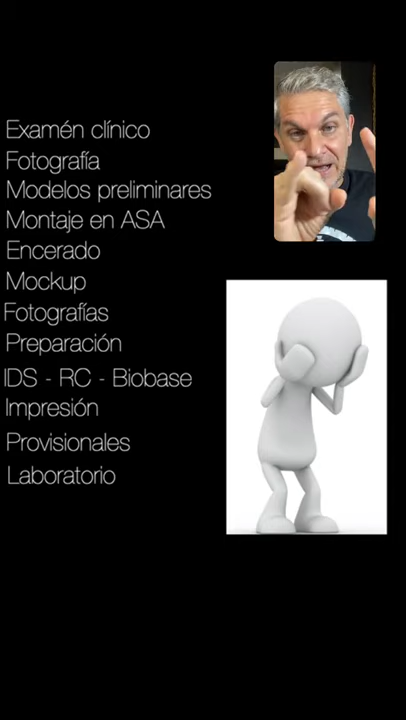 Examén clínico
Fotografía
Modelos preliminares
Montaje en ASA
Encerado
Mockup
Fotografías
Preparación
IDS - RC - Biobase
Impresión
Provisionales
Laboratorio